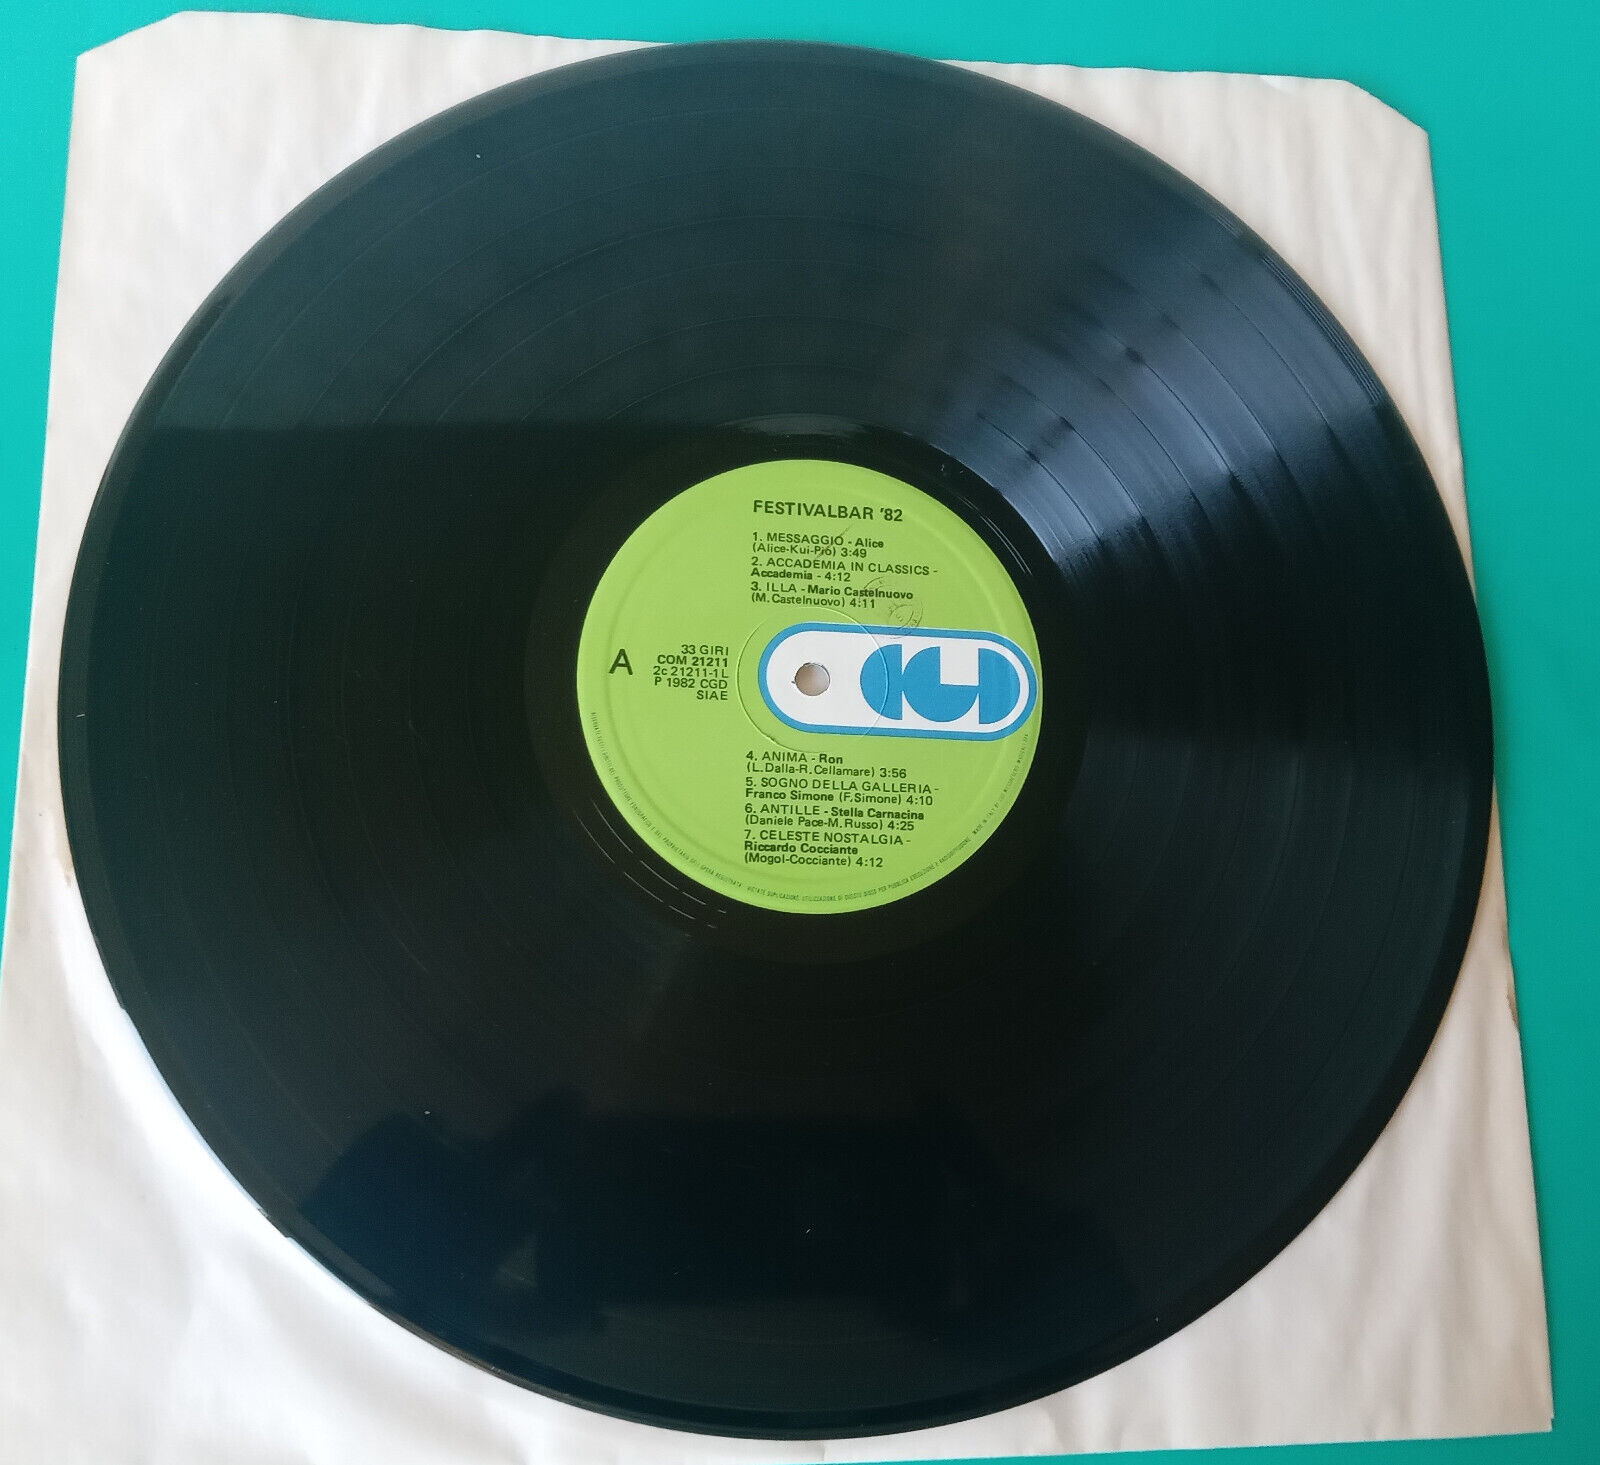 FESTIVALBAR '82
1. MESSAGGIO - Alice
(Alice-Kui-Pió) 3:49
2. ACCADEMIA IN CLASSICS -
Accademia - 4:12
3. ILLA - Mario Castelnuovo
(M. Castelnuovo) 4:11
A
33 GIRI
COM 21211
2c 21211-1 L
P 1982 CGD
SIAE
4. ANIMA - Ron
(L. Dalla-R. Cellamare) 3:56
5. SOGNO DELLA GALLERIA -
Franco Simone (F. Simone) 4:10
6. ANTILLE - Stella Carnacina
(Daniele Pace-M. Russo) 4:25
7. CELESTE NOSTALGIA -
Riccardo Cocciante
(Mogol-Cocciante) 4:12